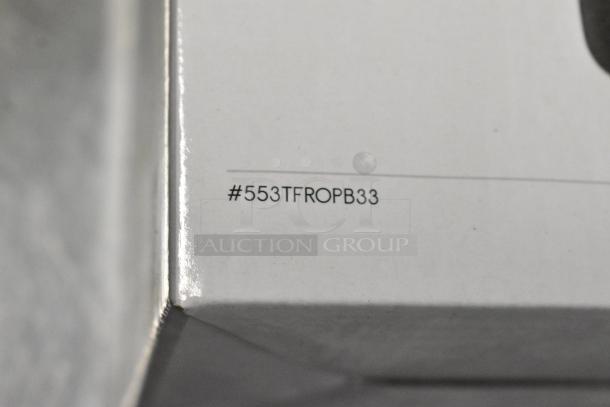 #553TFROPB33
PCI
AUCTION GROUP